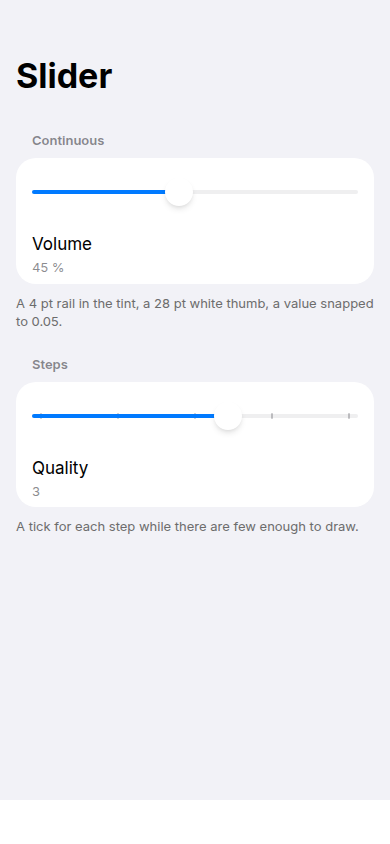 Slider
Continuous
Volume
45 %
A 4 pt rail in the tint, a 28 pt white thumb, a value snapped
to 0.05.
Steps
Quality
3
A tick for each step while there are few enough to draw.